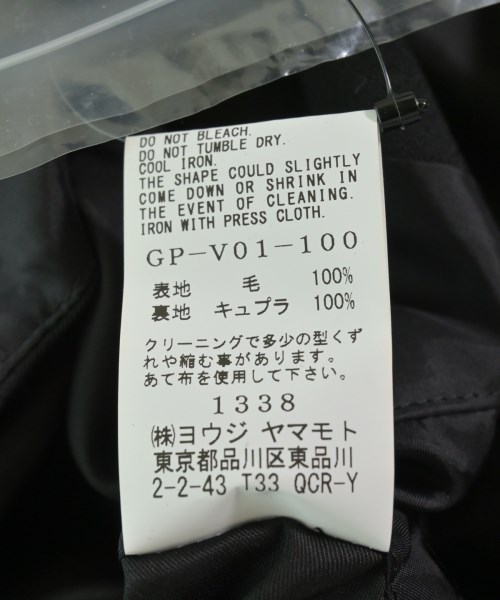 DO NOT BLEACH.
DO NOT TUMBLE DRY.
COOL IRON.
THE SHAPE COULD SLIGHTLY
COME DOWN OR SHRINK IN
THE EVENT OF CLEANING.
IRON WITH PRESS CLOTH.
GP-V01-100
表地 毛 100%
裏地 キュプラ 100%
クリーニングで多少の型くず
れや縮む事があります。
あて布を使用して下さい。
1338
㈱ヨウジ ヤマモト
東京都品川区東品川
2-2-43 T33 QCR-Y